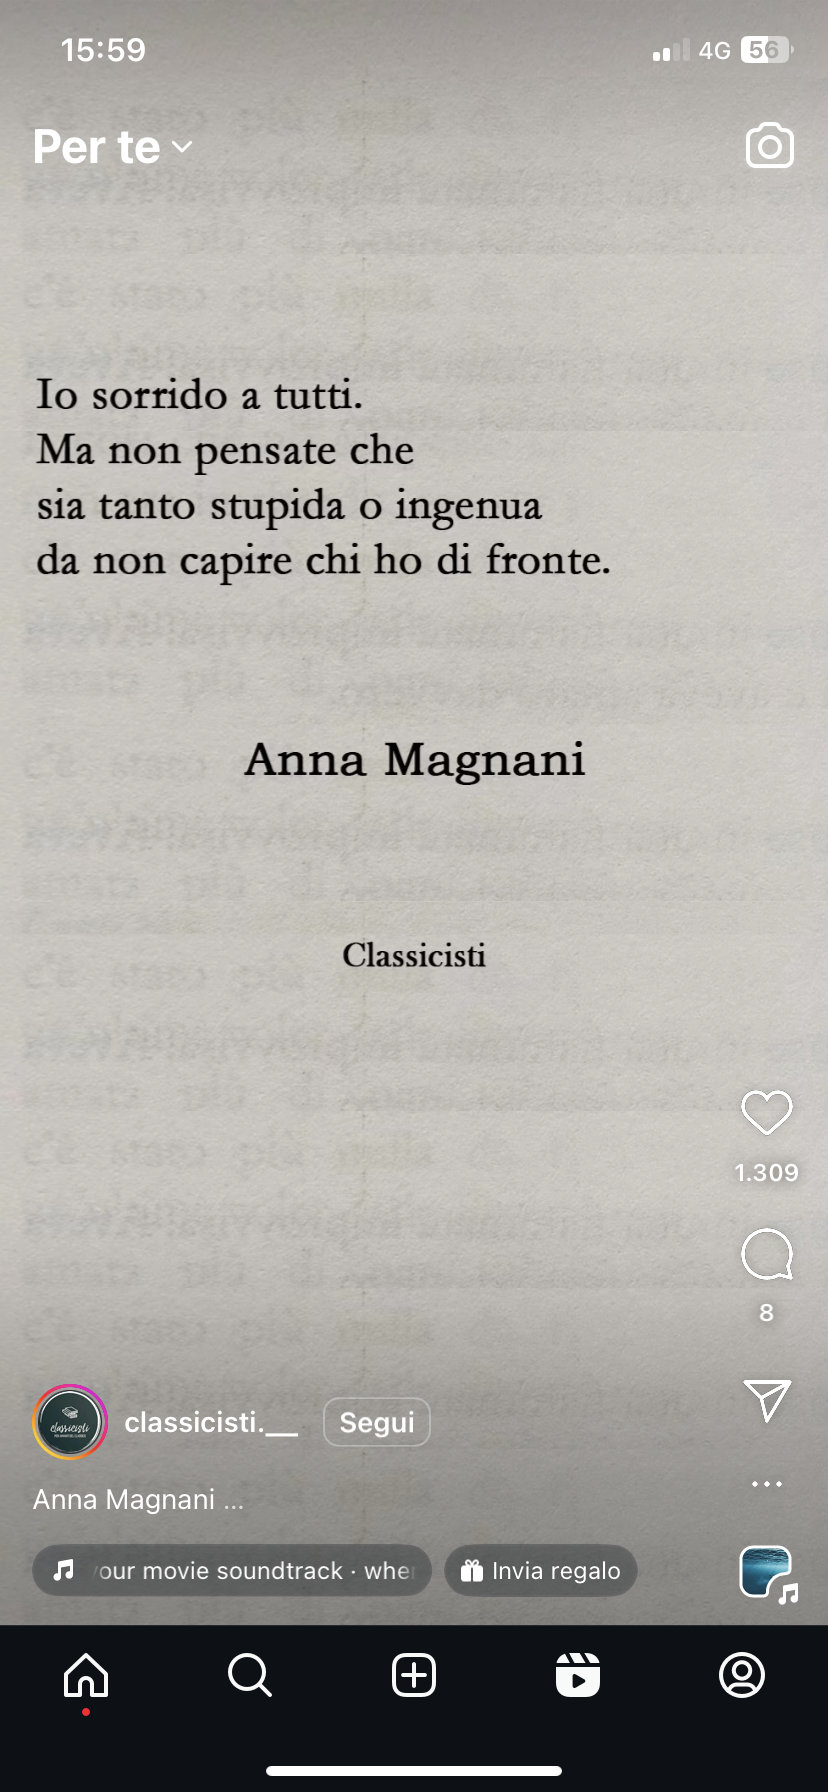 15:59
4G 56
Per te
Io sorrido a tutti.
Ma non pensate che
sia tanto stupida o ingenua
da non capire chi ho di fronte.
Anna Magnani
Classicisti
1.309
8
classicisti.__ Segui
Anna Magnani ...
your movie soundtrack · when Invia regalo